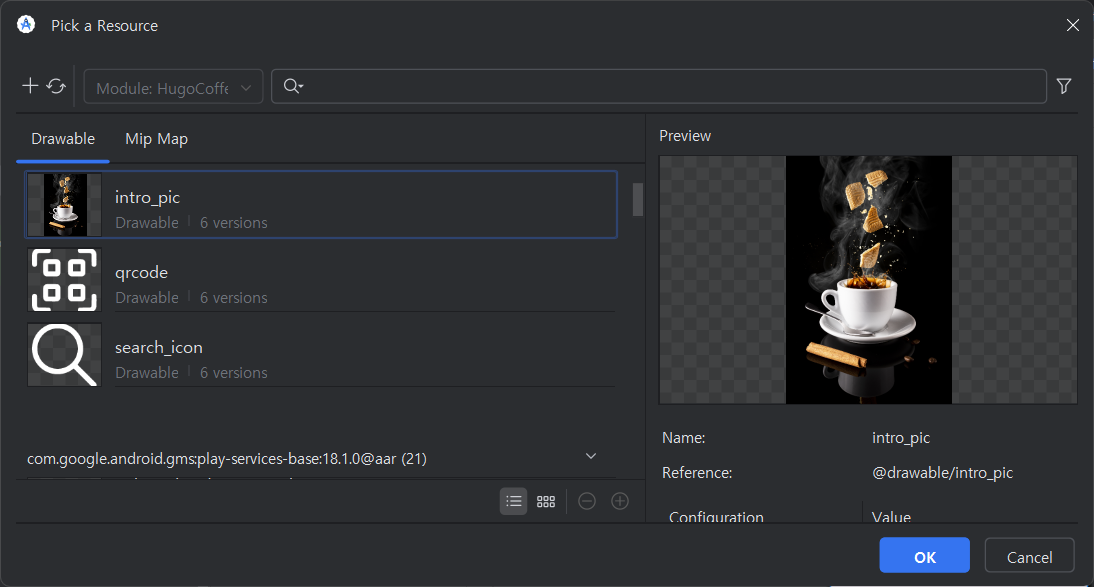 Pick a Resource
Module: HugoCoffe
Drawable
Mip Map
Preview
intro_pic
Drawable | 6 versions
qrcode
Drawable | 6 versions
search_icon
Drawable | 6 versions
com.google.android.gms:play-services-base:18.1.0@aar (21)
Name: intro_pic
Reference: @drawable/intro_pic
Configuration Value
OK
Cancel